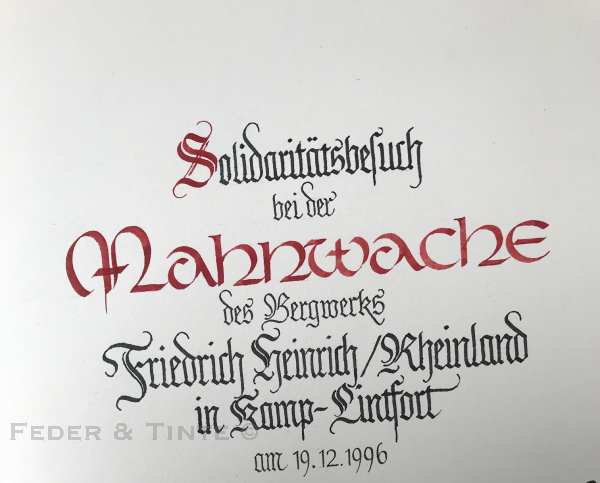 Solidaritätsbesuch
bei der
Mahnwache
des Bergwerks
Friedrich Heinrich/Rheinland
in Kamp-Lintfort
FEDER & TINTE ©
am 19.12.1996